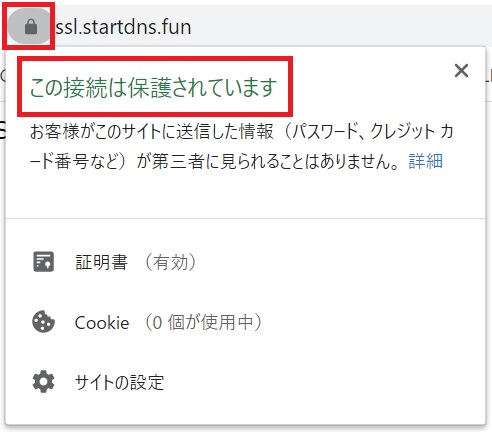 ssl.startdns.fun
この接続は保護されています
お客様がこのサイトに送信した情報（パスワード、クレジット カ
ード番号など）が第三者に見られることはありません。 詳細
証明書 （有効）
Cookie （0 個が使用中）
サイトの設定